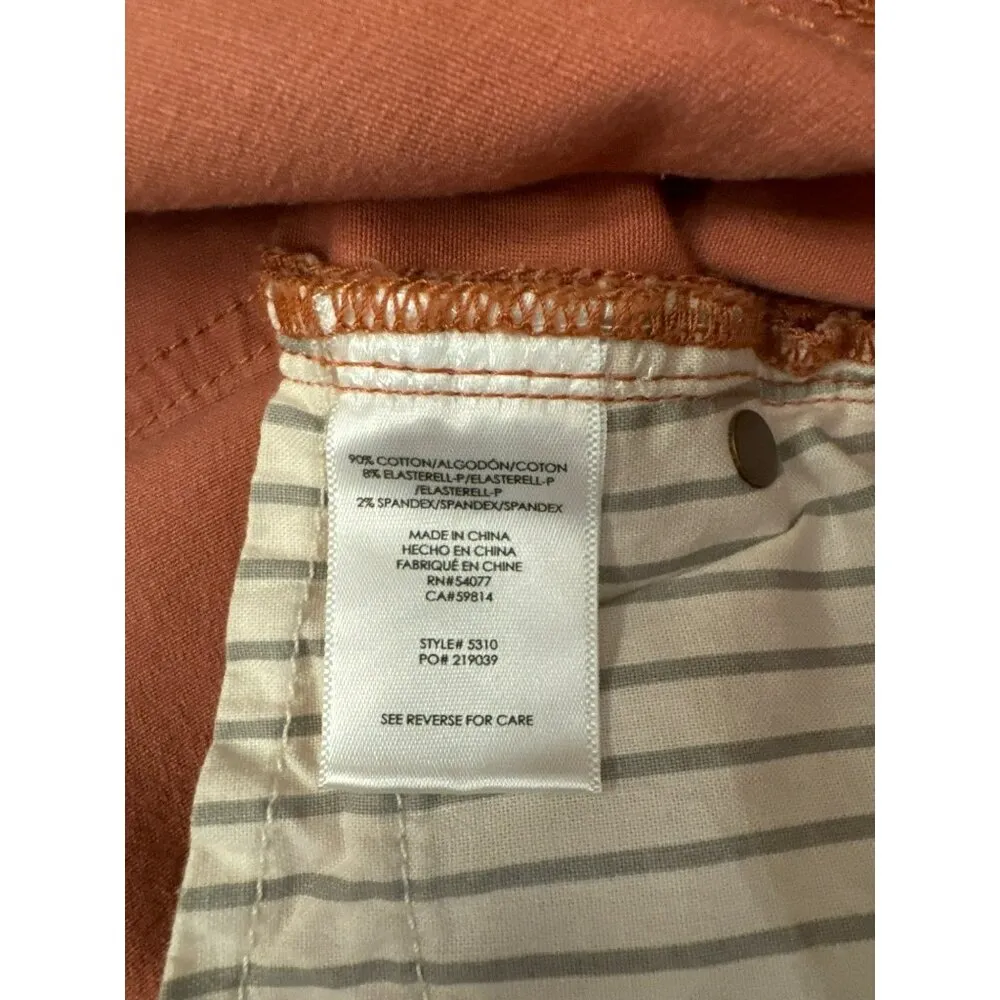 90% COTTON/ALGODÓN/COTON
8% ELASTERELL-P/ELASTERELL-P
/ELASTERELL-P
2% SPANDEX/SPANDEX/SPANDEX
MADE IN CHINA
HECHO EN CHINA
FABRIQUÉ EN CHINE
RN#54077
CA#59814
STYLE# 5310
PO# 219039
SEE REVERSE FOR CARE